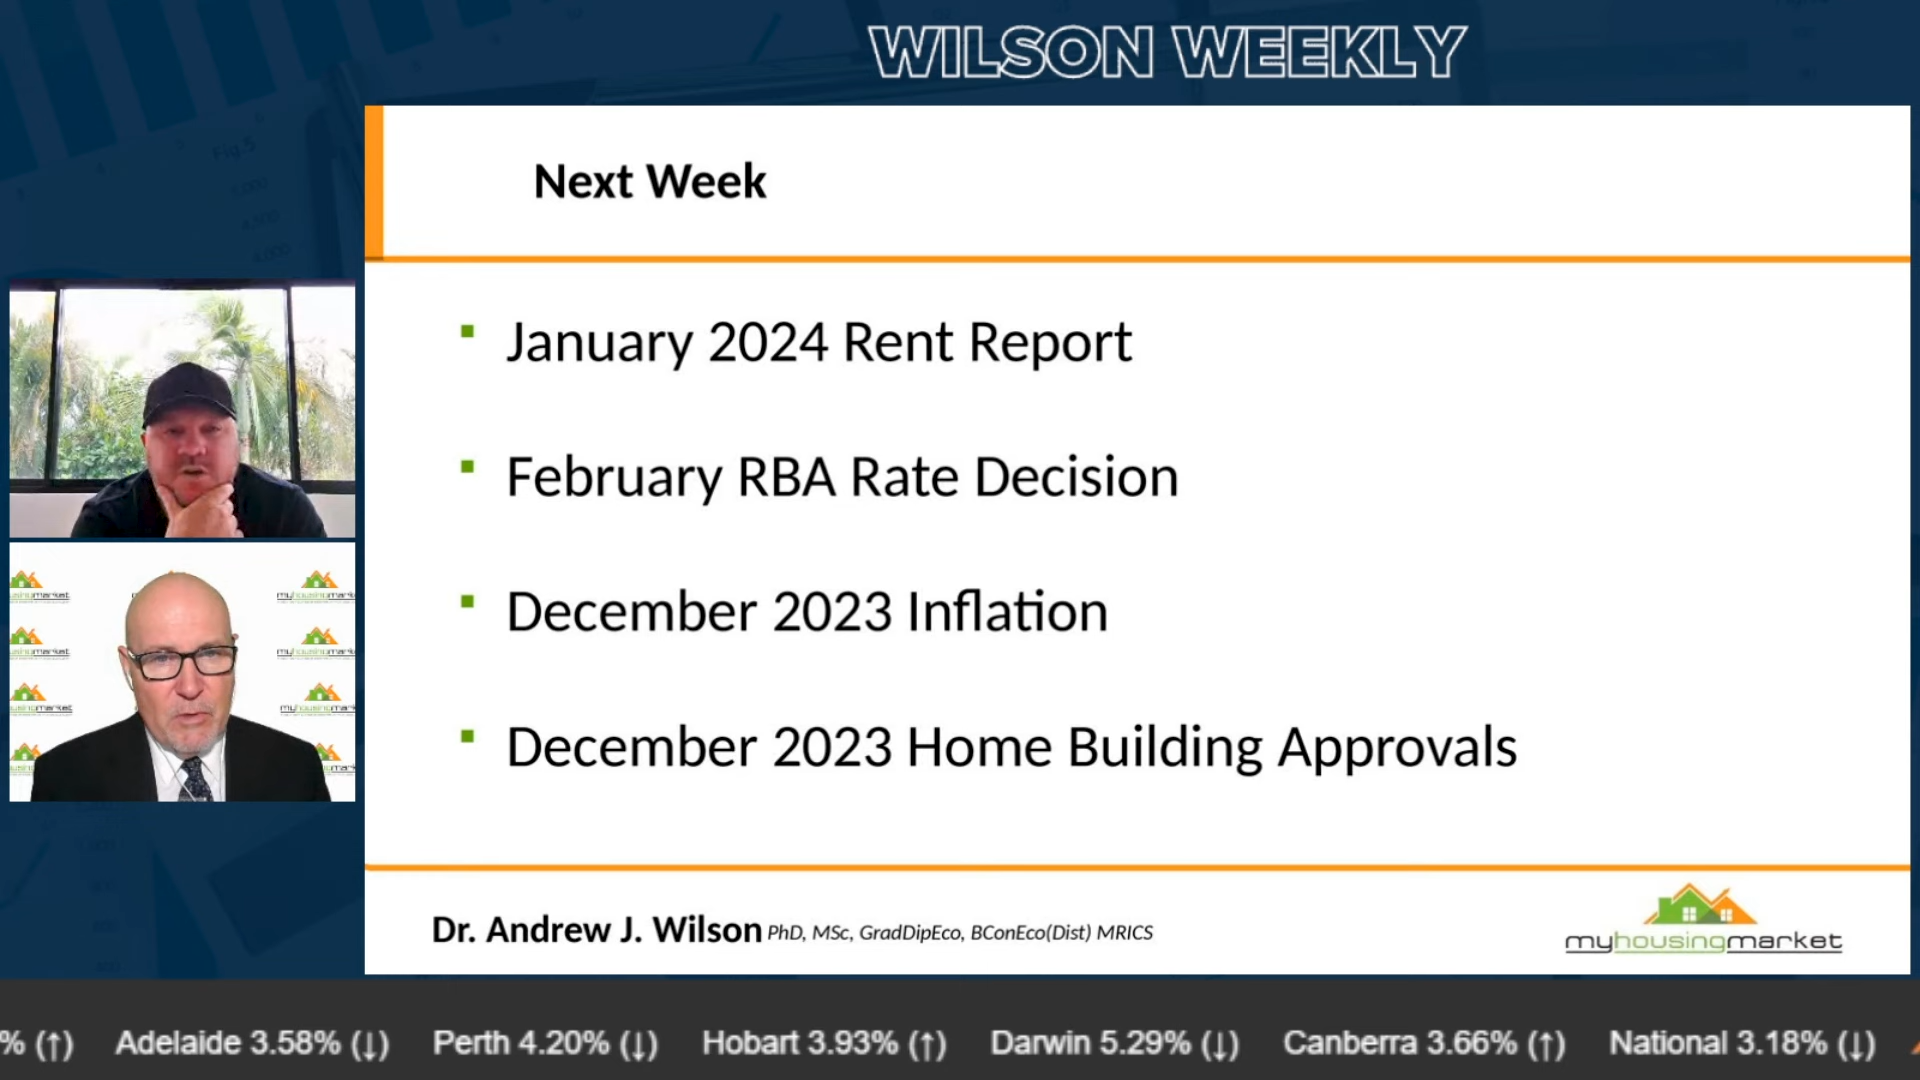 WILSON WEEKLY
Next Week
January 2024 Rent Report
February RBA Rate Decision
December 2023 Inflation
December 2023 Home Building Approvals
Dr. Andrew J. Wilson PhD, MSc, GradDipEco, BConEco(Dist) MRICS
myhousingmarket
% (↑) Adelaide 3.58% (↓) Perth 4.20% (↓) Hobart 3.93% (↑) Darwin 5.29% (↓) Canberra 3.66% (↑) National 3.18% (↓)